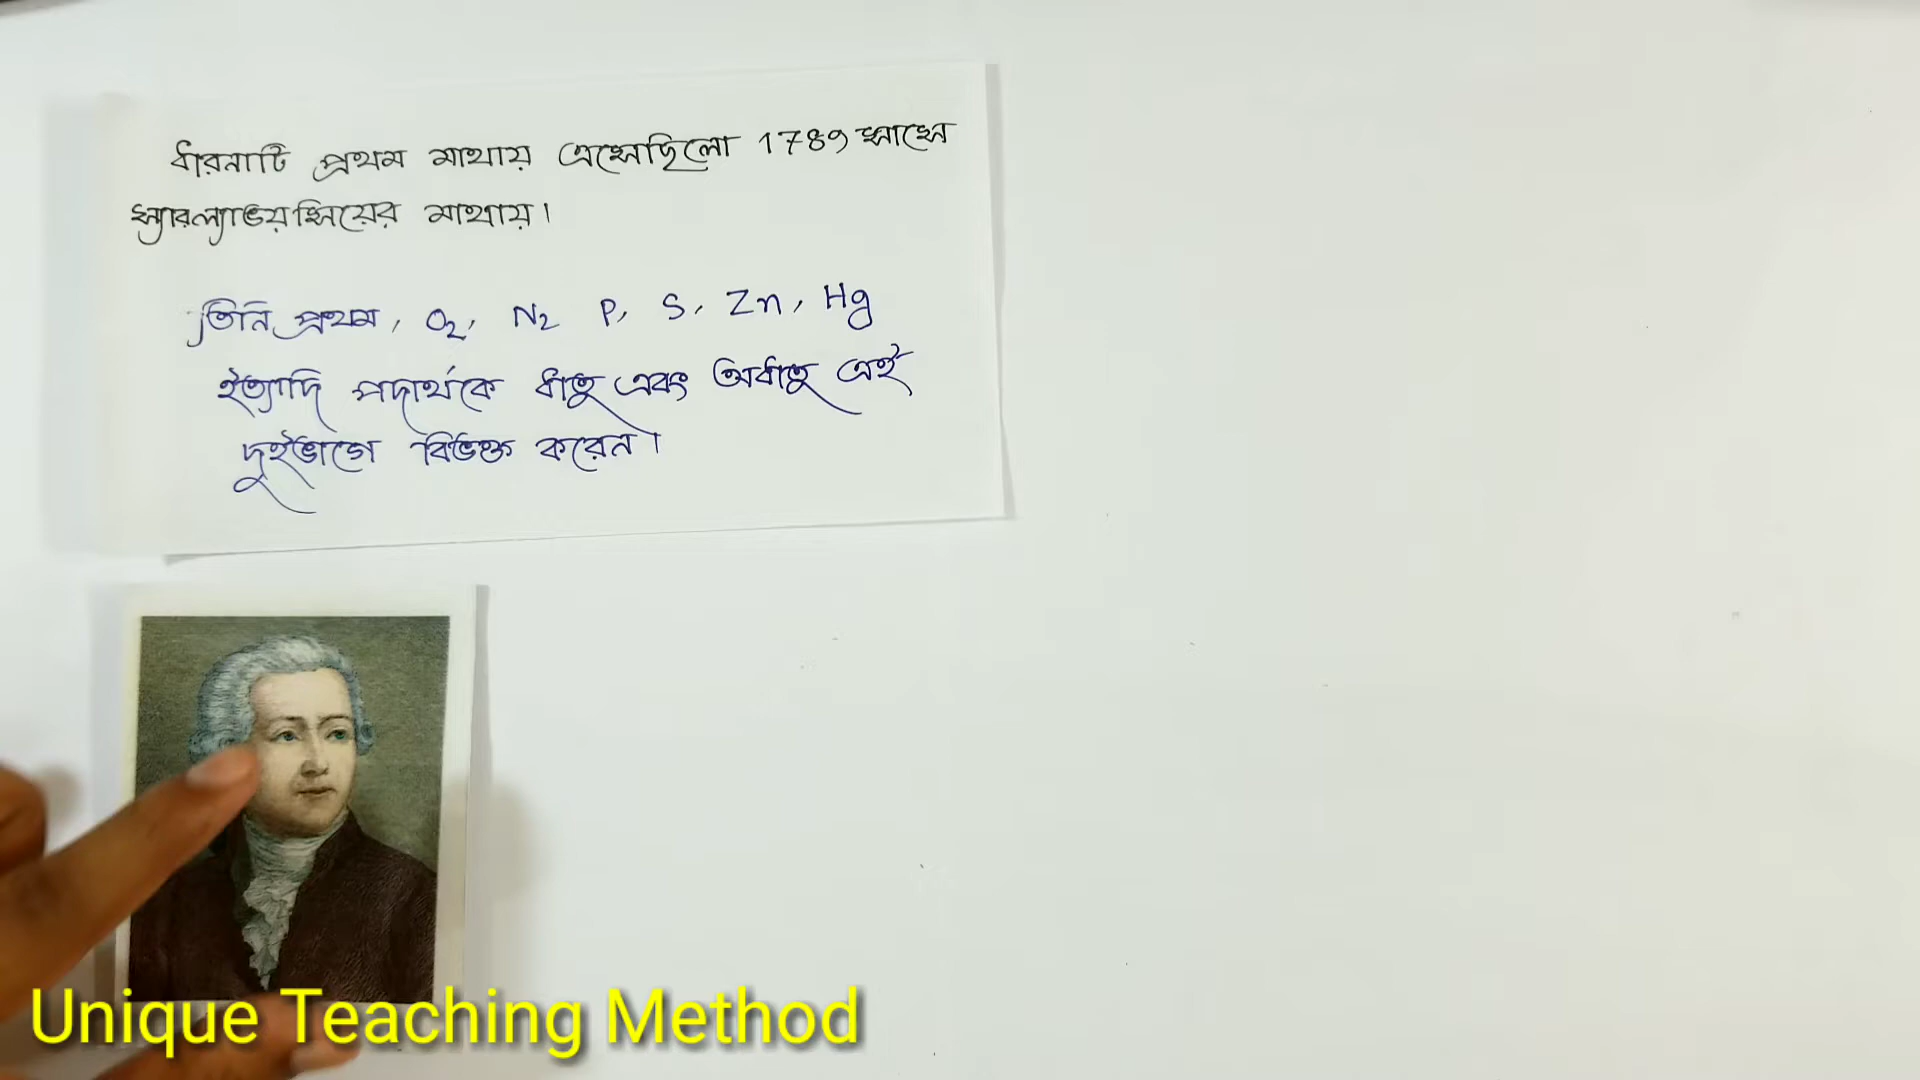 ধারনাটি প্রথম মাথায় এসেছিলো 1789 সালে
স্যারল্যাভয়সিয়ের মাথায়।
তিনি প্রথম, O₂, N₂ P, S, Zn, Hg
ইত্যাদি পদার্থকে ধাতু এবং অধাতু এই
দুইভাগে বিভক্ত করেন।
Unique Teaching Method